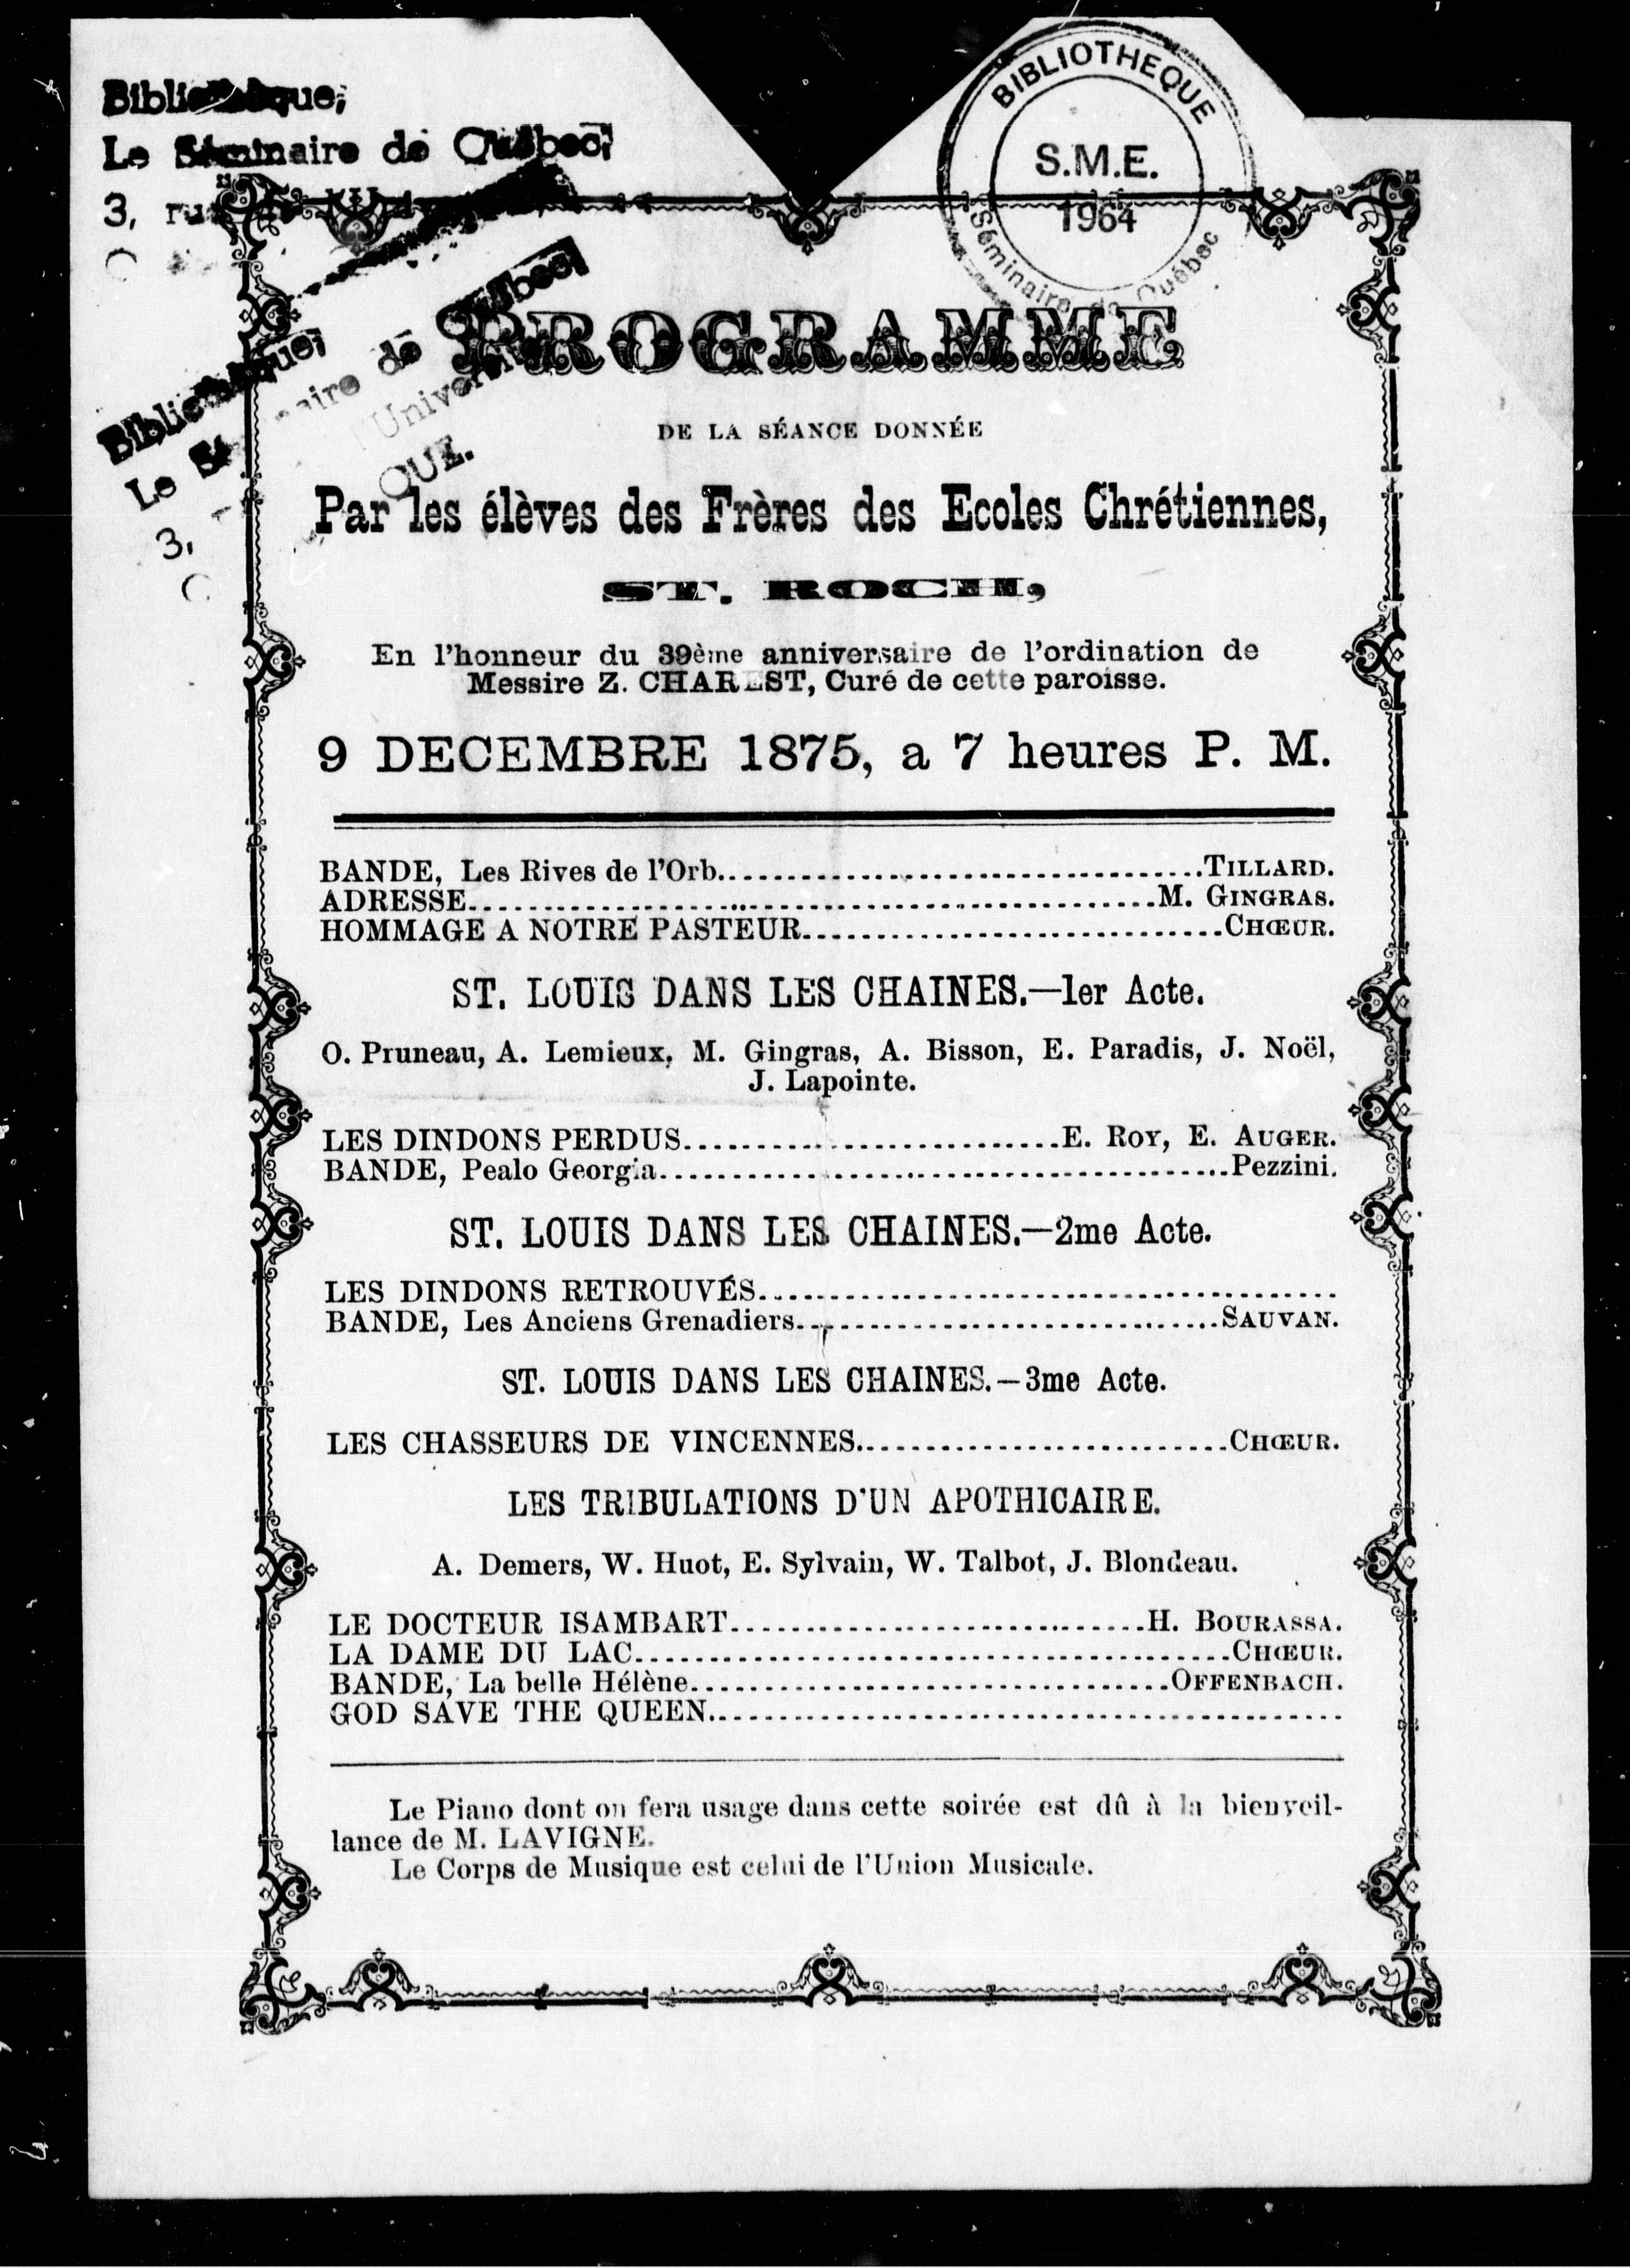 Bibliothèque,
Le Séminaire de Québec,
3,
BIBLIOTHEQUE
S.M.E.
1964
Séminaire de Québec
Bibliothèque,
Le Séminaire de Québec,
3, Université
QUE.
PROGRAMME
DE LA SÉANCE DONNÉE
Par les élèves des Frères des Ecoles Chrétiennes,
ST. ROCH,
En l'honneur du 39ème anniversaire de l'ordination de
Messire Z. CHAREST, Curé de cette paroisse.
9 DECEMBRE 1875, a 7 heures P. M.
BANDE, Les Rives de l'Orb..........TILLARD.
ADRESSE..........M. GINGRAS.
HOMMAGE A NOTRE PASTEUR..........CHŒUR.
ST. LOUIS DANS LES CHAINES.—1er Acte.
O. Pruneau, A. Lemieux, M. Gingras, A. Bisson, E. Paradis, J. Noël,
J. Lapointe.
LES DINDONS PERDUS..........E. ROY, E. AUGER.
BANDE, Pealo Georgia..........Pezzini.
ST. LOUIS DANS LES CHAINES.—2me Acte.
LES DINDONS RETROUVÉS..........
BANDE, Les Anciens Grenadiers..........SAUVAN.
ST. LOUIS DANS LES CHAINES.—3me Acte.
LES CHASSEURS DE VINCENNES..........CHŒUR.
LES TRIBULATIONS D'UN APOTHICAIRE.
A. Demers, W. Huot, E. Sylvain, W. Talbot, J. Blondeau.
LE DOCTEUR ISAMBART..........H. BOURASSA.
LA DAME DU LAC..........CHŒUR.
BANDE, La belle Hélène..........OFFENBACH.
GOD SAVE THE QUEEN..........
Le Piano dont on fera usage dans cette soirée est dû à la bienveil-
lance de M. LAVIGNE.
Le Corps de Musique est celui de l'Union Musicale.